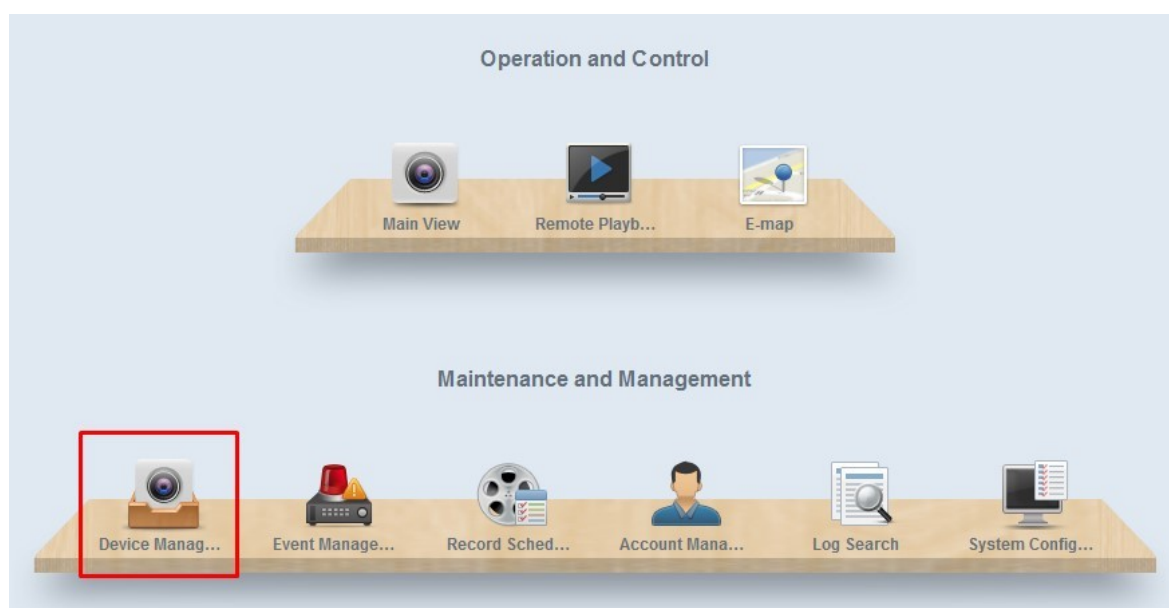 Operation and Control
Main View
Remote Playb...
E-map
Maintenance and Management
Device Manag...
Event Manage...
Record Sched...
Account Mana...
Log Search
System Config...